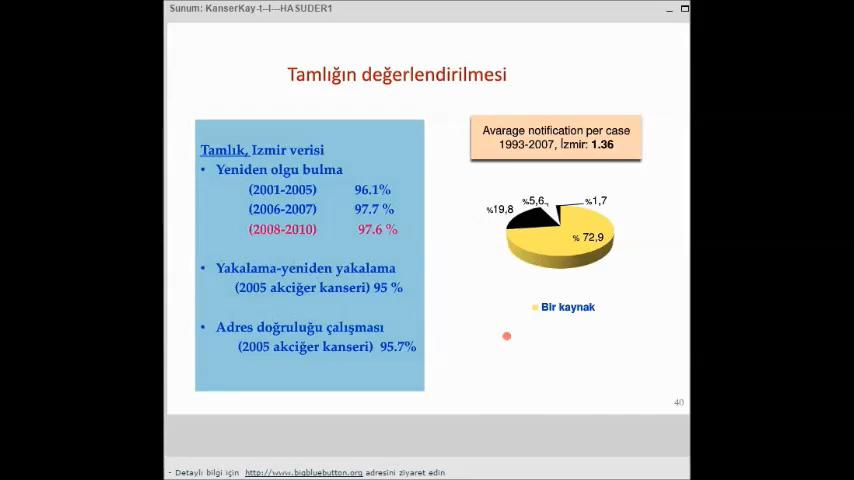 Sunum: KanserKay-t--I---HASUDER1
Tamlığın değerlendirilmesi
Tamlık, Izmir verisi
• Yeniden olgu bulma
(2001-2005) 96.1%
(2006-2007) 97.7 %
(2008-2010) 97.6 %
• Yakalama-yeniden yakalama
(2005 akciğer kanseri) 95 %
• Adres doğruluğu çalışması
(2005 akciğer kanseri) 95.7%
Avarage notification per case
1993-2007, İzmir: 1.36
%5,6
%1,7
%19,8
% 72,9
Bir kaynak
40
- Detaylı bilgi için http://www.bigbluebutton.org adresini ziyaret edin